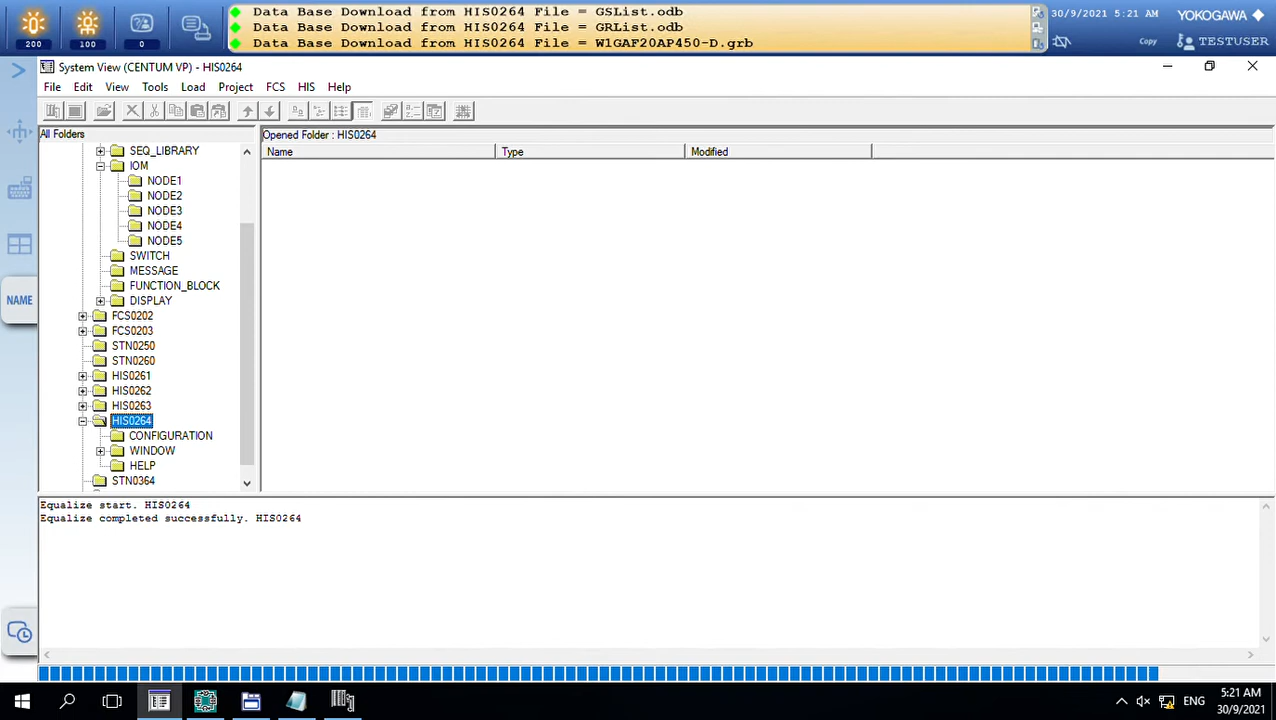 Data Base Download from HIS0264 File = GSList.odb
Data Base Download from HIS0264 File = GRList.odb
Data Base Download from HIS0264 File = W1GAF20AP450-D.grb
200
100
0
30/9/2021 5:21 AM
YOKOGAWA
Copy
TESTUSER
System View (CENTUM VP) - HIS0264
File Edit View Tools Load Project FCS HIS Help
All Folders
Opened Folder : HIS0264
Name Type Modified
SEQ_LIBRARY
IOM
NODE1
NODE2
NODE3
NODE4
NODE5
SWITCH
MESSAGE
FUNCTION_BLOCK
DISPLAY
NAME
FCS0202
FCS0203
STN0250
STN0260
HIS0261
HIS0262
HIS0263
HIS0264
CONFIGURATION
WINDOW
HELP
STN0364
Equalize start. HIS0264
Equalize completed successfully. HIS0264
ENG
5:21 AM
30/9/2021